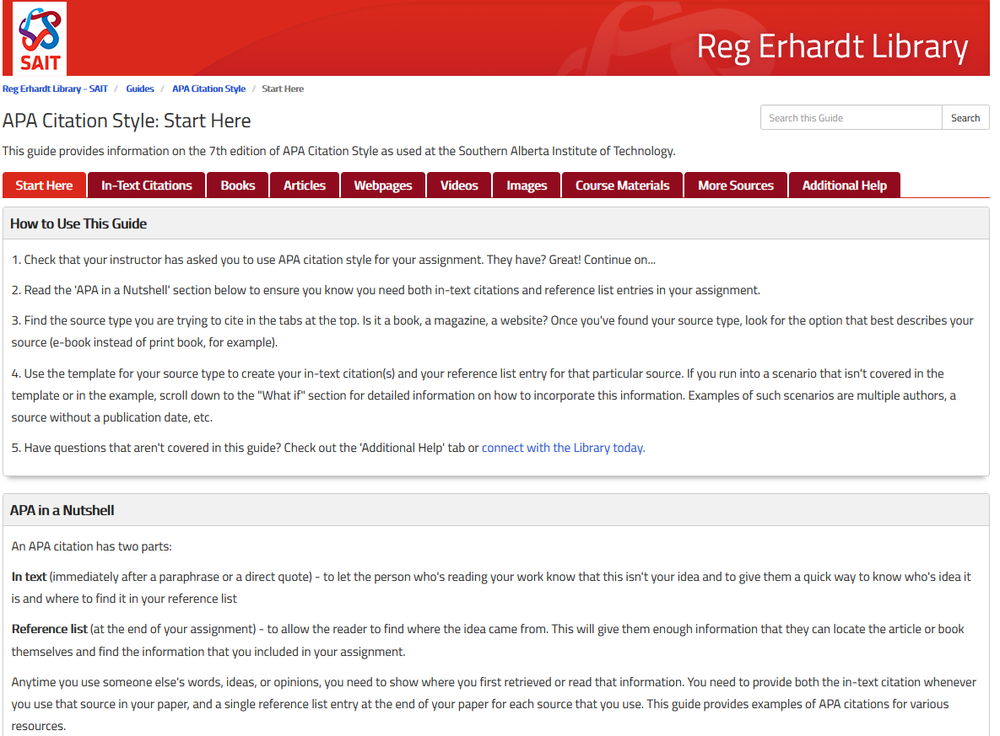 SAIT
Reg Erhardt Library
Reg Erhardt Library - SAIT / Guides / APA Citation Style / Start Here
APA Citation Style: Start Here
Search this Guide
Search
This guide provides information on the 7th edition of APA Citation Style as used at the Southern Alberta Institute of Technology.
Start Here
In-Text Citations
Books
Articles
Webpages
Videos
Images
Course Materials
More Sources
Additional Help
How to Use This Guide
1. Check that your instructor has asked you to use APA citation style for your assignment. They have? Great! Continue on...
2. Read the 'APA in a Nutshell' section below to ensure you know you need both in-text citations and reference list entries in your assignment.
3. Find the source type you are trying to cite in the tabs at the top. Is it a book, a magazine, a website? Once you've found your source type, look for the option that best describes your
source (e-book instead of print book, for example).
4. Use the template for your source type to create your in-text citation(s) and your reference list entry for that particular source. If you run into a scenario that isn't covered in the
template or in the example, scroll down to the "What if" section for detailed information on how to incorporate this information. Examples of such scenarios are multiple authors, a
source without a publication date, etc.
5. Have questions that aren't covered in this guide? Check out the 'Additional Help' tab or connect with the Library today.
APA in a Nutshell
An APA citation has two parts:
In text (immediately after a paraphrase or a direct quote) - to let the person who's reading your work know that this isn't your idea and to give them a quick way to know who's idea it
is and where to find it in your reference list
Reference list (at the end of your assignment) - to allow the reader to find where the idea came from. This will give them enough information that they can locate the article or book
themselves and find the information that you included in your assignment.
Anytime you use someone else's words, ideas, or opinions, you need to show where you first retrieved or read that information. You need to provide both the in-text citation whenever
you use that source in your paper, and a single reference list entry at the end of your paper for each source that you use. This guide provides examples of APA citations for various
resources.